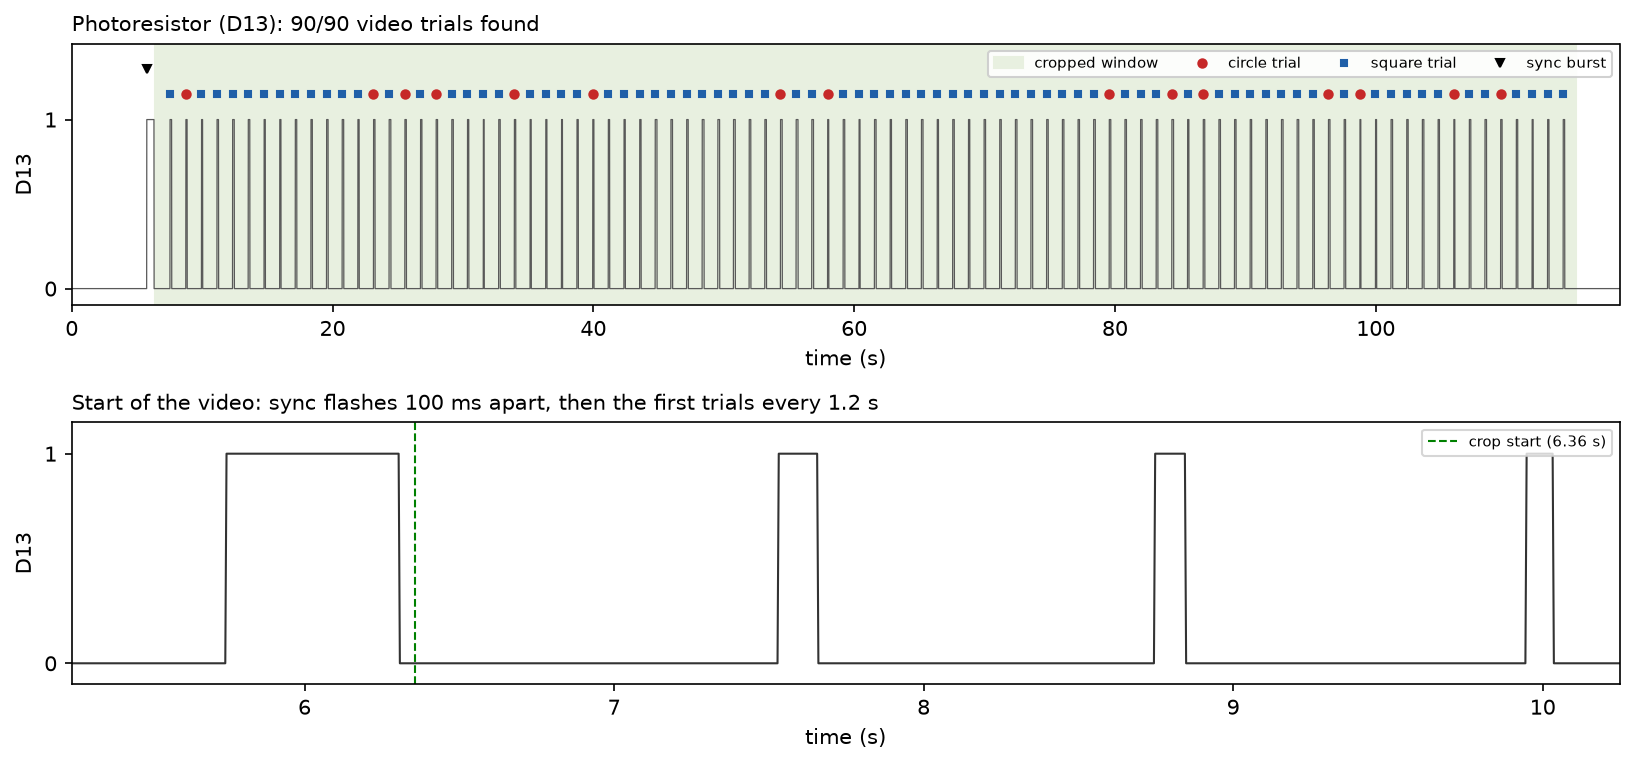 Photoresistor (D13): 90/90 video trials found
cropped window circle trial square trial sync burst
1
D13
0
0 20 40 60 80 100
time (s)
Start of the video: sync flashes 100 ms apart, then the first trials every 1.2 s
crop start (6.36 s)
1
D13
0
6 7 8 9 10
time (s)